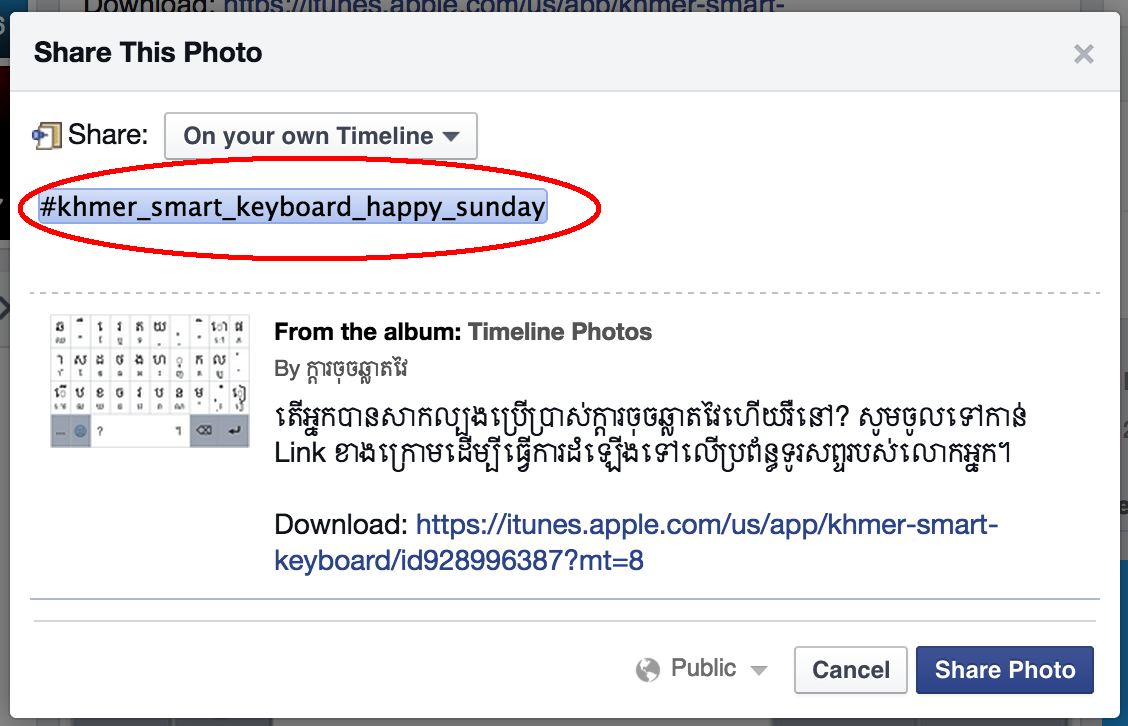 Download: https://itunes.apple.com/us/app/khmer-smart-
Share This Photo
Share:
On your own Timeline
#khmer_smart_keyboard_happy_sunday
From the album: Timeline Photos
By ក្តារចុចឆ្លាតវៃ
តើអ្នកបានសាកល្បងប្រើប្រាស់ក្តារចុចឆ្លាតវៃហើយរឺនៅ? សូមចូលទៅកាន់
Link ខាងក្រោមដើម្បីធ្វើការដំឡើងទៅលើប្រព័ន្ធទូរសព្ទរបស់លោកអ្នក។
Download: https://itunes.apple.com/us/app/khmer-smart-
keyboard/id928996387?mt=8
Public
Cancel
Share Photo